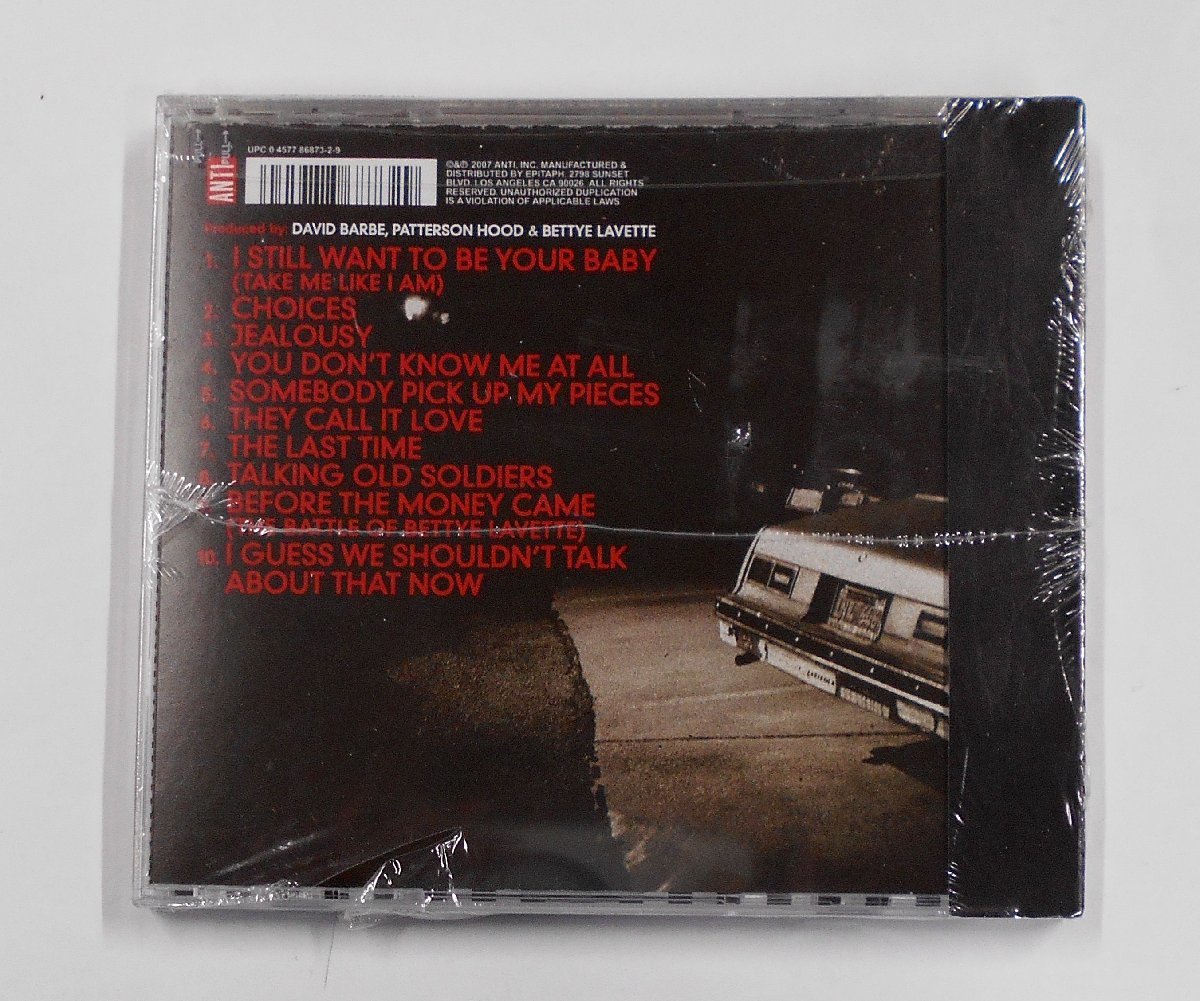 UPC 0 4577 86873-2-9
ANTI
©&℗ 2007 ANTI, INC. MANUFACTURED &
DISTRIBUTED BY EPITAPH. 2798 SUNSET
BLVD. LOS ANGELES CA 90026 ALL RIGHTS
RESERVED. UNAUTHORIZED DUPLICATION
IS A VIOLATION OF APPLICABLE LAWS
Produced by: DAVID BARBE, PATTERSON HOOD & BETTYE LAVETTE
1. I STILL WANT TO BE YOUR BABY
(TAKE ME LIKE I AM)
2. CHOICES
3. JEALOUSY
4. YOU DON'T KNOW ME AT ALL
5. SOMEBODY PICK UP MY PIECES
6. THEY CALL IT LOVE
7. THE LAST TIME
8. TALKING OLD SOLDIERS
BEFORE THE MONEY CAME
(THE BATTLE OF BETTYE LAVETTE)
10. I GUESS WE SHOULDN'T TALK
ABOUT THAT NOW